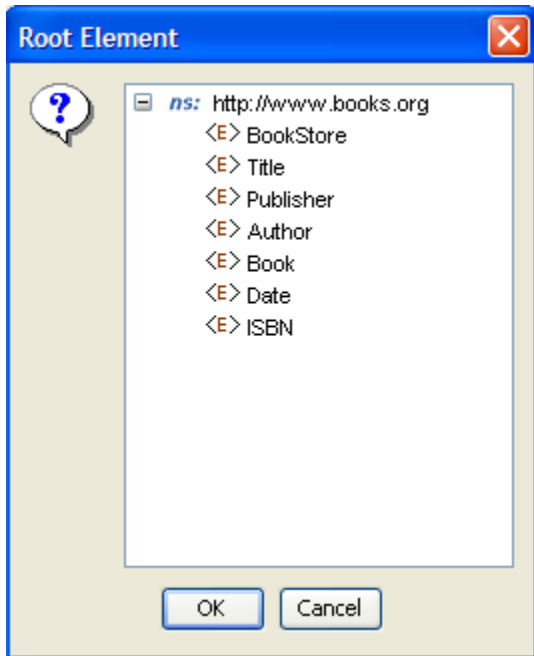 Root Element
ns: http://www.books.org
<E> BookStore
<E> Title
<E> Publisher
<E> Author
<E> Book
<E> Date
<E> ISBN
OK Cancel